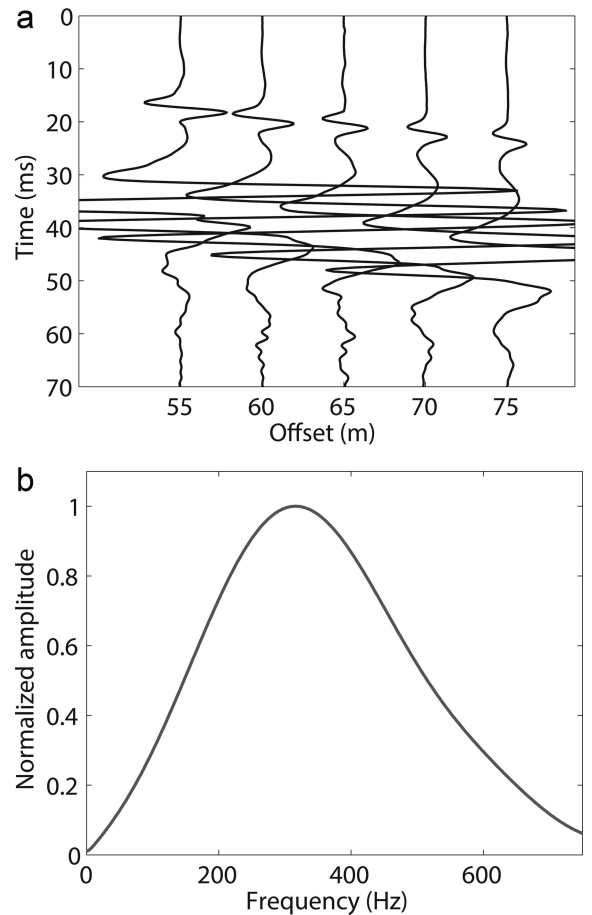 a
0
10
20
30
40
50
60
70
Time (ms)
55 60 65 70 75
Offset (m)
b
1
0.8
0.6
0.4
0.2
0
Normalized amplitude
0 200 400 600
Frequency (Hz)